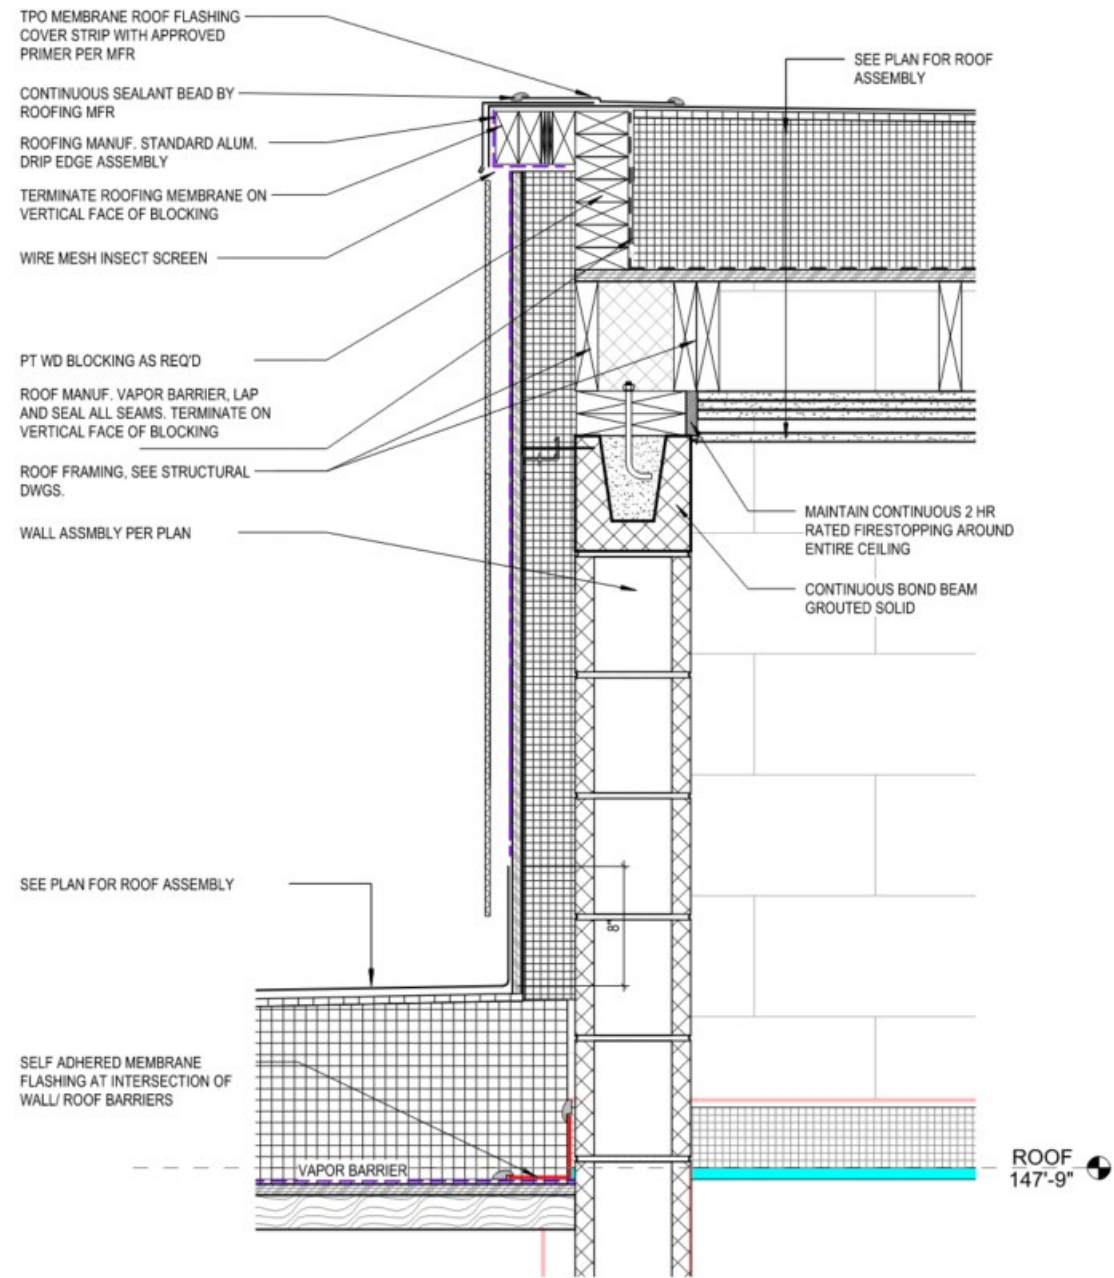 TPO MEMBRANE ROOF FLASHING
COVER STRIP WITH APPROVED
PRIMER PER MFR
CONTINUOUS SEALANT BEAD BY
ROOFING MFR
ROOFING MANUF. STANDARD ALUM.
DRIP EDGE ASSEMBLY
TERMINATE ROOFING MEMBRANE ON
VERTICAL FACE OF BLOCKING
WIRE MESH INSECT SCREEN
PT WD BLOCKING AS REQ'D
ROOF MANUF. VAPOR BARRIER, LAP
AND SEAL ALL SEAMS. TERMINATE ON
VERTICAL FACE OF BLOCKING
ROOF FRAMING, SEE STRUCTURAL
DWGS.
WALL ASSMBLY PER PLAN
SEE PLAN FOR ROOF ASSEMBLY
SELF ADHERED MEMBRANE
FLASHING AT INTERSECTION OF
WALL/ ROOF BARRIERS
VAPOR BARRIER
8"
SEE PLAN FOR ROOF
ASSEMBLY
MAINTAIN CONTINUOUS 2 HR
RATED FIRESTOPPING AROUND
ENTIRE CEILING
CONTINUOUS BOND BEAM
GROUTED SOLID
ROOF
147'-9"